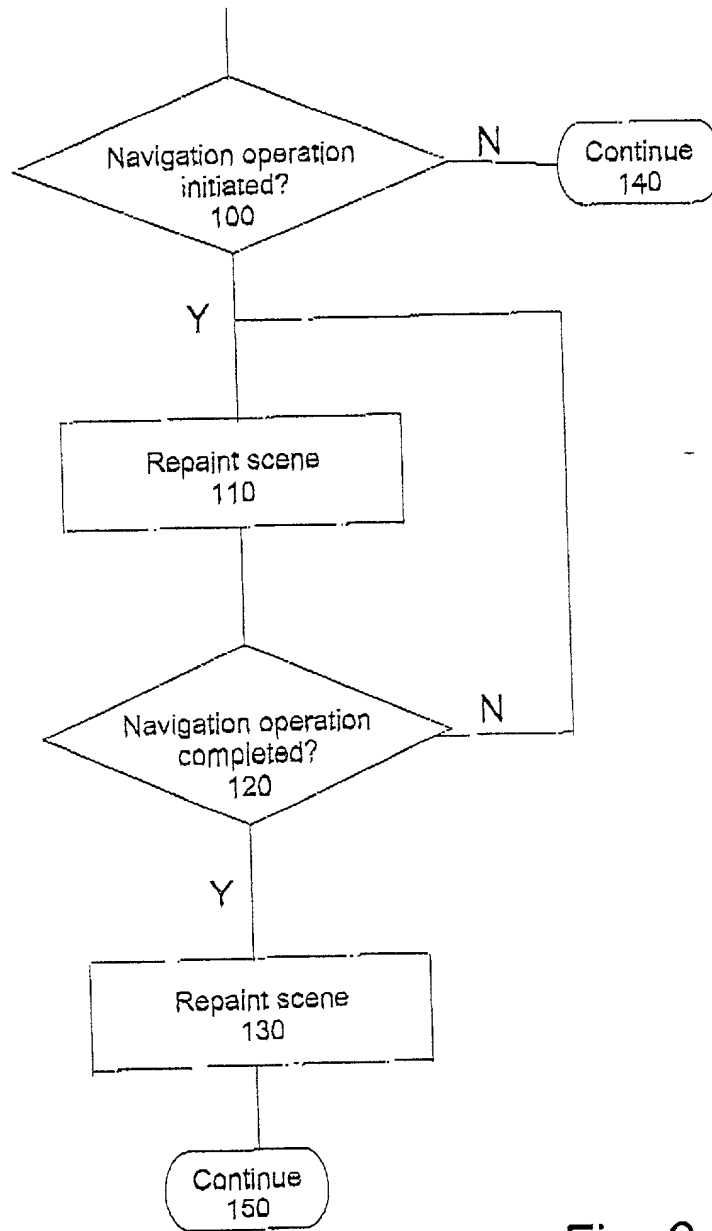 Navigation operation
initiated?
100
N
Continue
140
Y
Repaint scene
110
Navigation operation
completed?
120
N
Y
Repaint scene
130
Continue
150